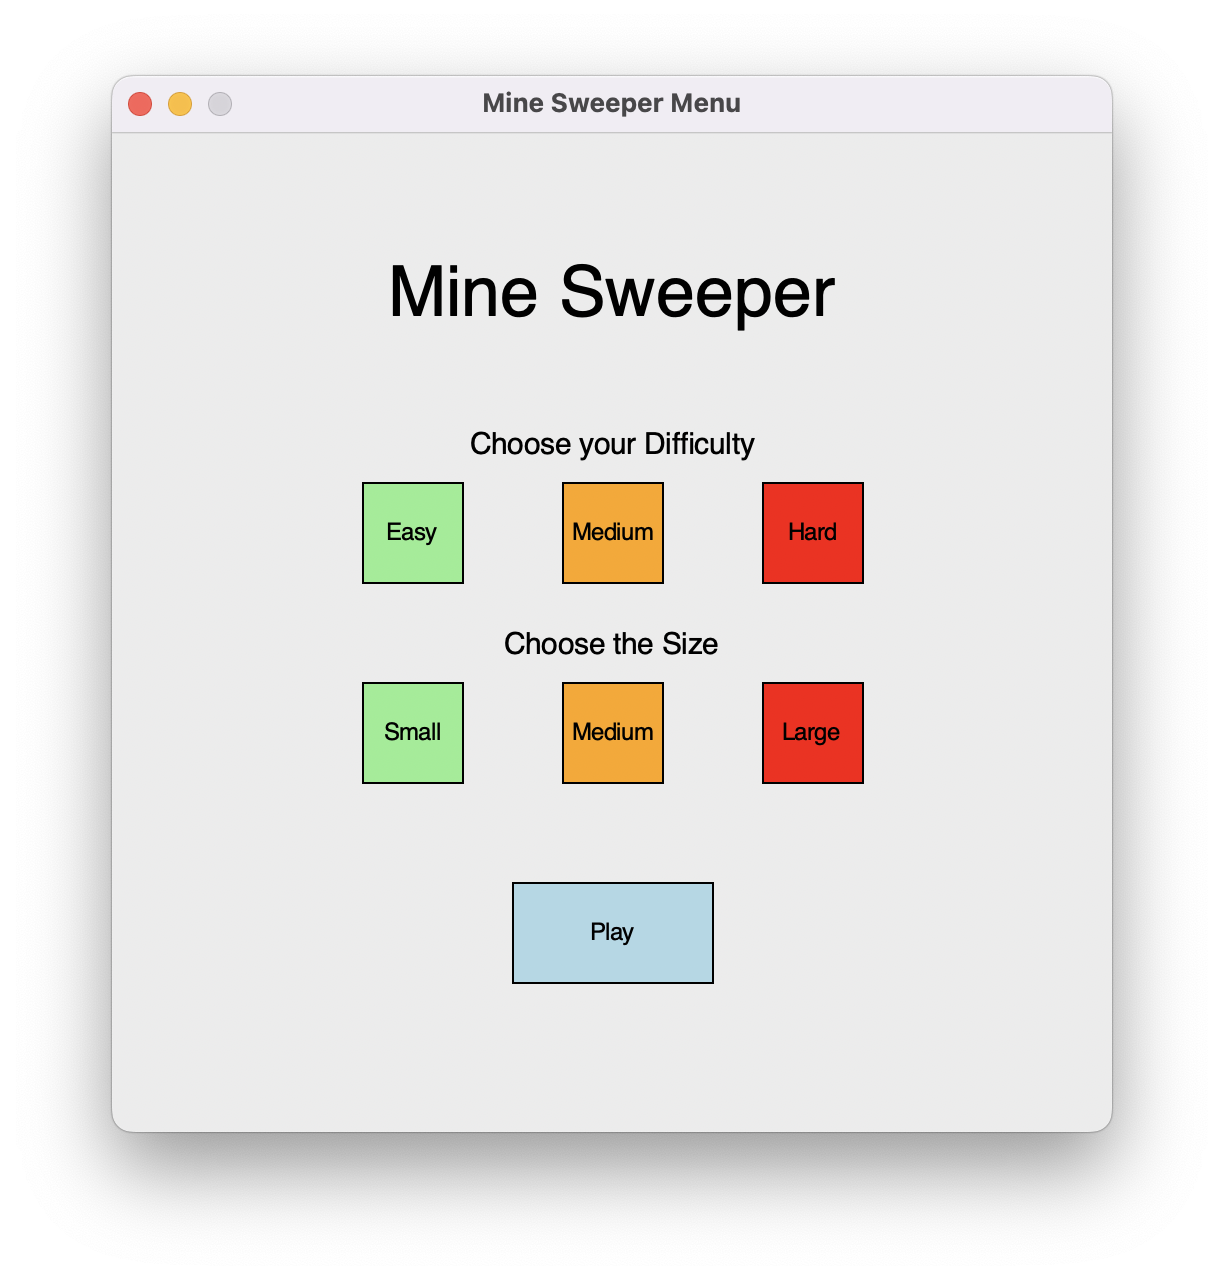 Mine Sweeper Menu
Mine Sweeper
Choose your Difficulty
Easy Medium Hard
Choose the Size
Small Medium Large
Play